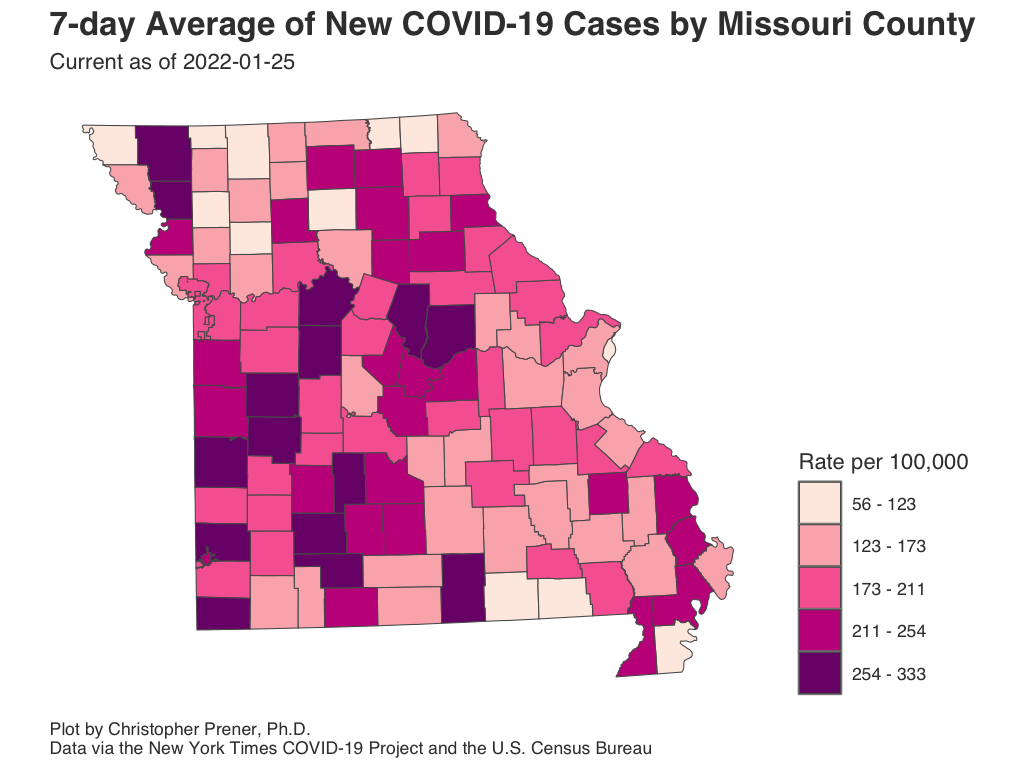 7-day Average of New COVID-19 Cases by Missouri County
Current as of 2022-01-25
Rate per 100,000
56 - 123
123 - 173
173 - 211
211 - 254
254 - 333
Plot by Christopher Prener, Ph.D.
Data via the New York Times COVID-19 Project and the U.S. Census Bureau